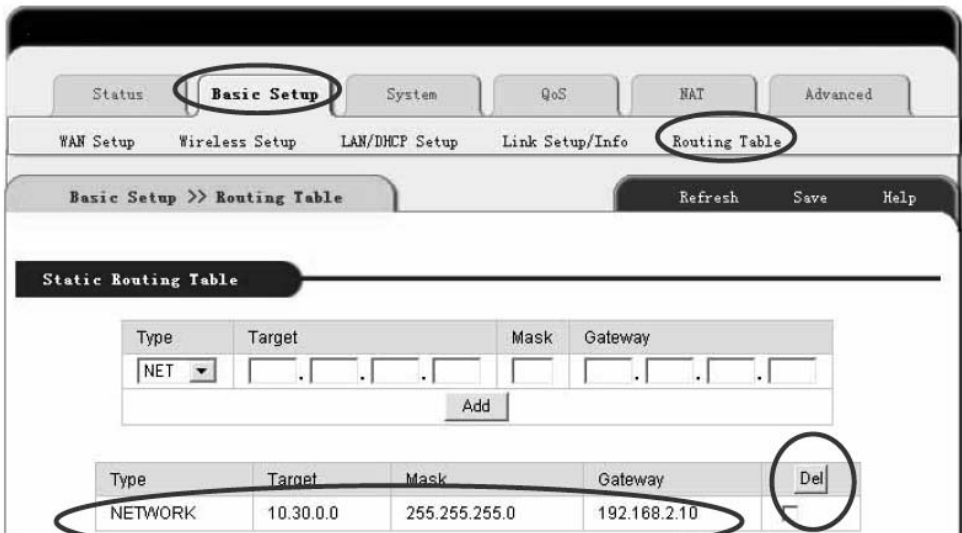 Status Basic Setup System QoS NAT Advanced
WAN Setup Wireless Setup LAN/DHCP Setup Link Setup/Info Routing Table
Basic Setup >> Routing Table Refresh Save Help
Static Routing Table
Type Target Mask Gateway
NET . . . . . .
Add
Type Target Mask Gateway Del
NETWORK 10.30.0.0 255.255.255.0 192.168.2.10